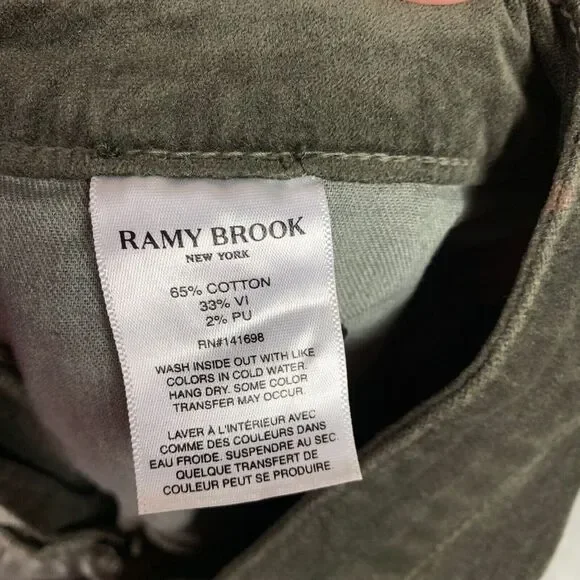 RAMY BROOK
NEW YORK
65% COTTON
33% VI
2% PU
RN#141698
WASH INSIDE OUT WITH LIKE
COLORS IN COLD WATER.
HANG DRY. SOME COLOR
TRANSFER MAY OCCUR.
LAVER À L'INTÉRIEUR AVEC
COMME DES COULEURS DANS
EAU FROIDE. SUSPENDRE AU SEC.
QUELQUE TRANSFERT DE
COULEUR PEUT SE PRODUIRE.